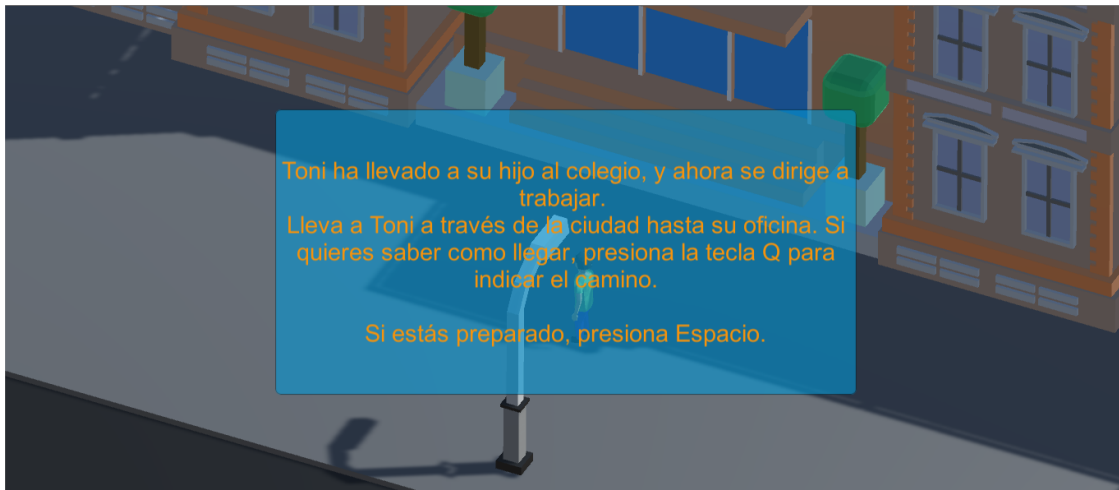 Toni ha llevado a su hijo al colegio, y ahora se dirige a
trabajar.
Lleva a Toni a través de la ciudad hasta su oficina. Si
quieres saber como llegar, presiona la tecla Q para
indicar el camino.
Si estás preparado, presiona Espacio.